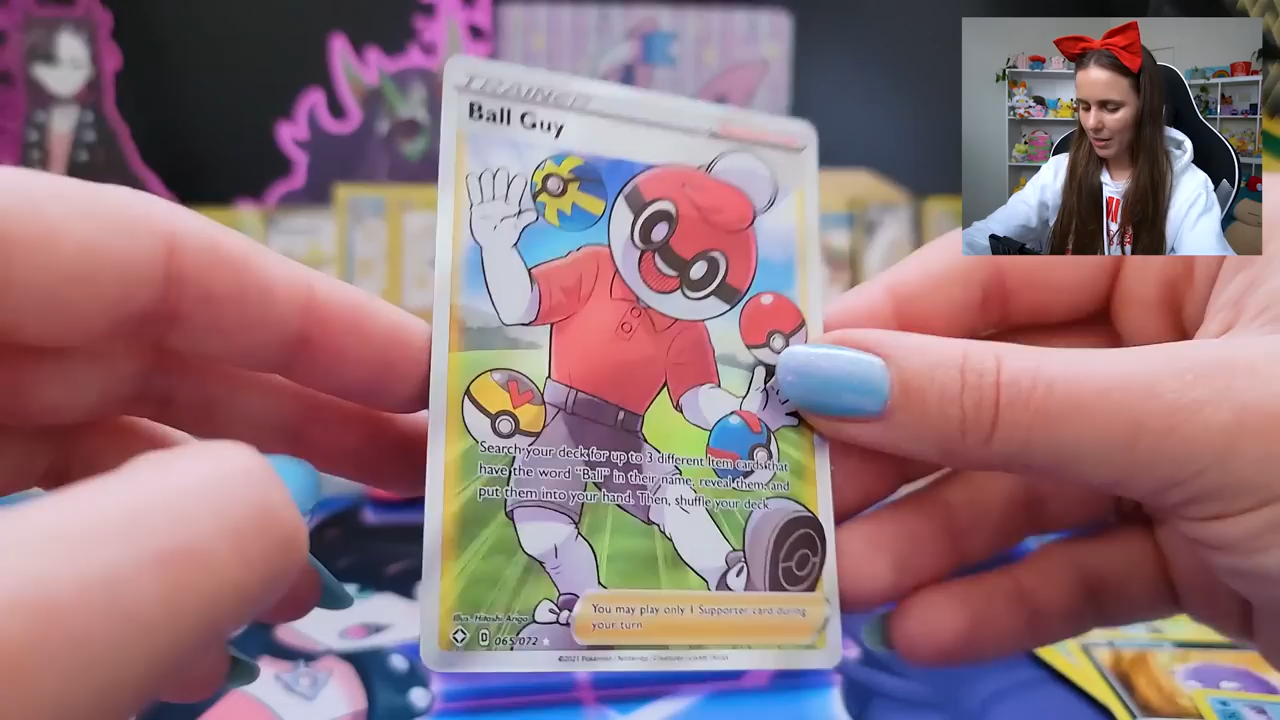 TRAINER
Ball Guy
Search your deck for up to 3 different Item cards that
have the word "Ball" in their name, reveal them, and
put them into your hand. Then, shuffle your deck.
You may play only 1 Supporter card during
your turn.
Illus. Hitoshi Ariga
D 065/072
©2021 Pokémon / Nintendo / Creatures / GAME FREAK